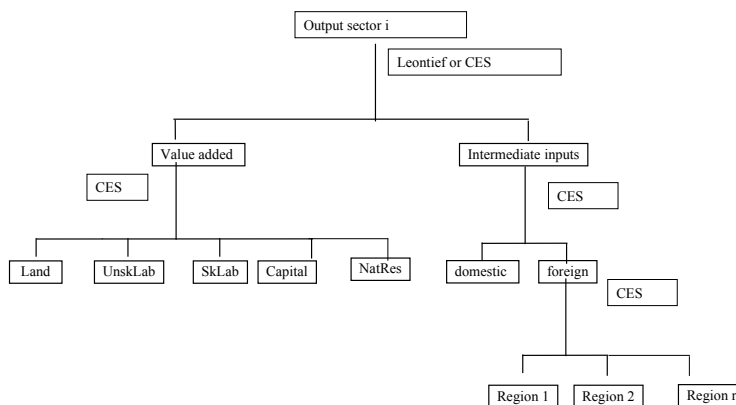 Output sector i
Leontief or CES
Value added
Intermediate inputs
CES
CES
Land
UnskLab
SkLab
Capital
NatRes
domestic
foreign
CES
Region 1
Region 2
Region n